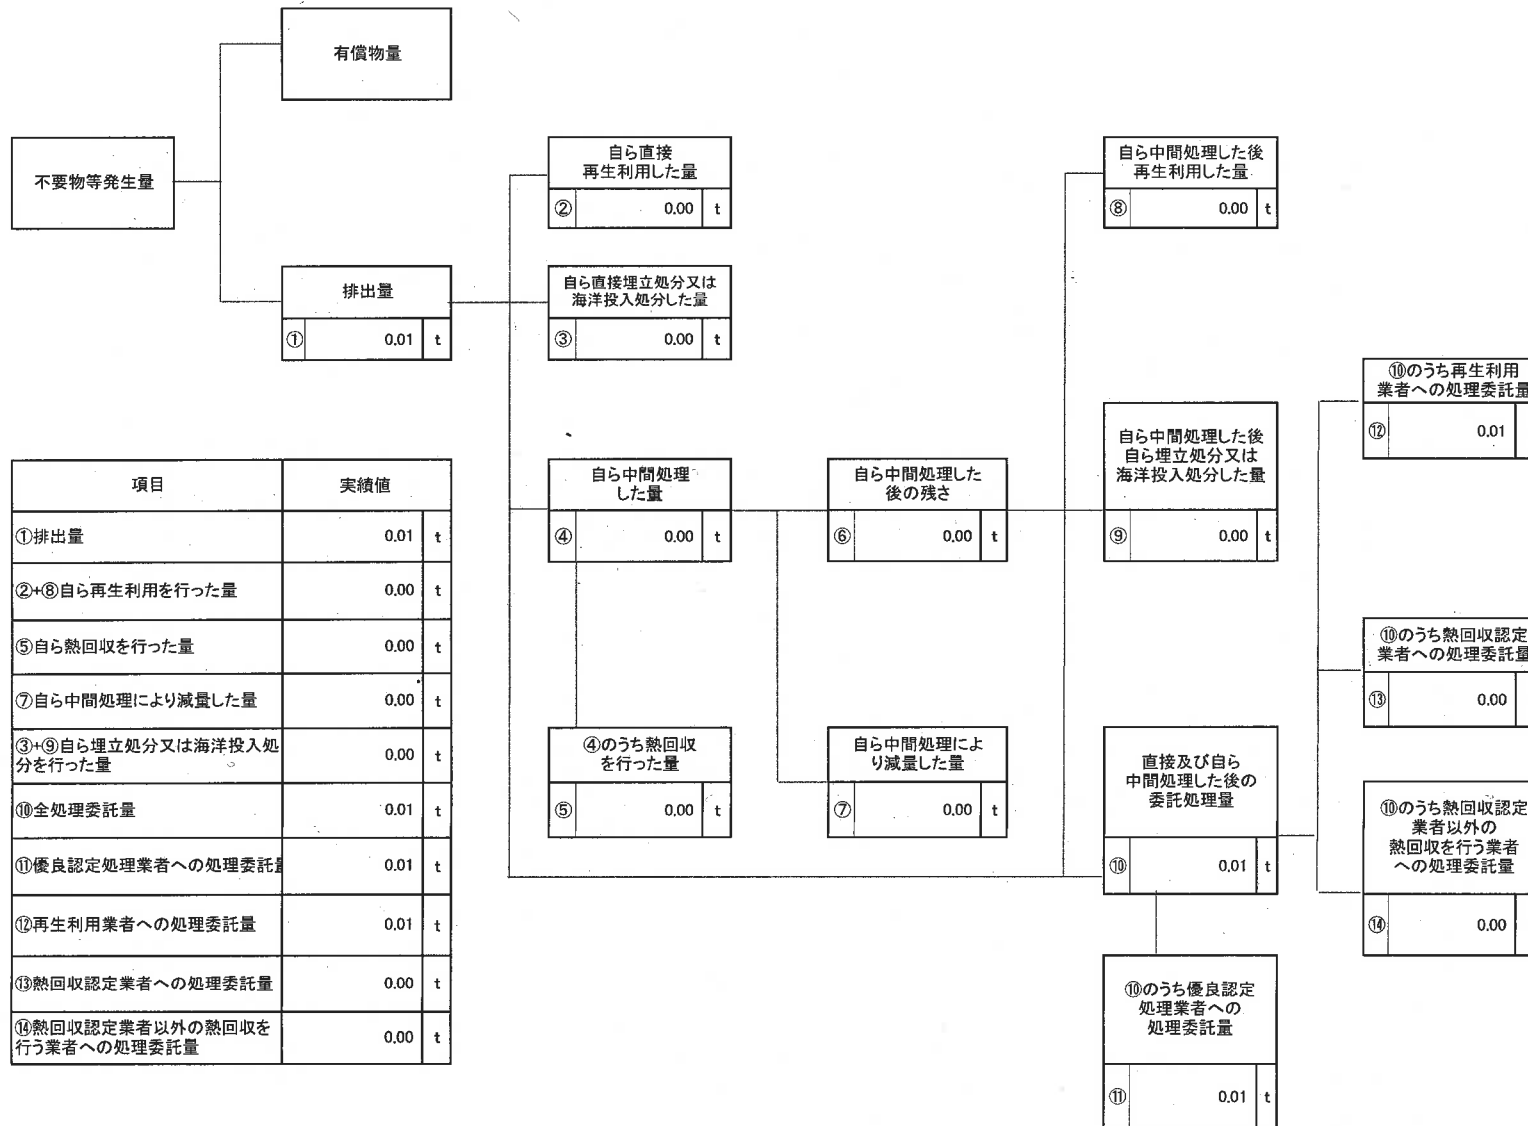 有償物量
不要物等発生量
排出量
① 0.01 t
自ら直接
再生利用した量
② 0.00 t
自ら直接埋立処分又は
海洋投入処分した量
③ 0.00 t
自ら中間処理
した量
④ 0.00 t
④のうち熱回収
を行った量
⑤ 0.00 t
自ら中間処理した
後の残さ
⑥ 0.00 t
自ら中間処理によ
り減量した量
⑦ 0.00 t
自ら中間処理した後
再生利用した量
⑧ 0.00 t
自ら中間処理した後
自ら埋立処分又は
海洋投入処分した量
⑨ 0.00 t
直接及び自ら
中間処理した後の
委託処理量
⑩ 0.01 t
⑩のうち優良認定
処理業者への
処理委託量
⑪ 0.01 t
⑩のうち再生利用
業者への処理委託量
⑫ 0.01
⑩のうち熱回収認定
業者への処理委託量
⑬ 0.00
⑩のうち熱回収認定
業者以外の
熱回収を行う業者
への処理委託量
⑭ 0.00
項目 実績値
①排出量 0.01 t
②+⑧自ら再生利用を行った量 0.00 t
⑤自ら熱回収を行った量 0.00 t
⑦自ら中間処理により減量した量 0.00 t
③+⑨自ら埋立処分又は海洋投入処
分を行った量 0.00 t
⑩全処理委託量 0.01 t
⑪優良認定処理業者への処理委託量 0.01 t
⑫再生利用業者への処理委託量 0.01 t
⑬熱回収認定業者への処理委託量 0.00 t
⑭熱回収認定業者以外の熱回収を
行う業者への処理委託量 0.00 t